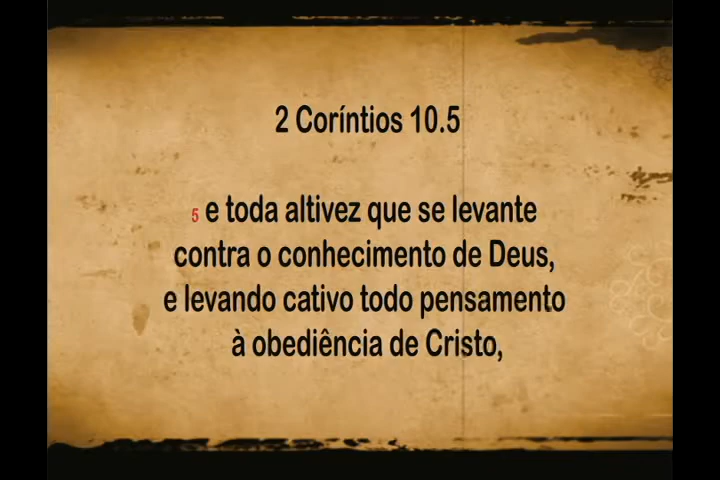 2 Coríntios 10.5
5 e toda altivez que se levante
contra o conhecimento de Deus,
e levando cativo todo pensamento
à obediência de Cristo,